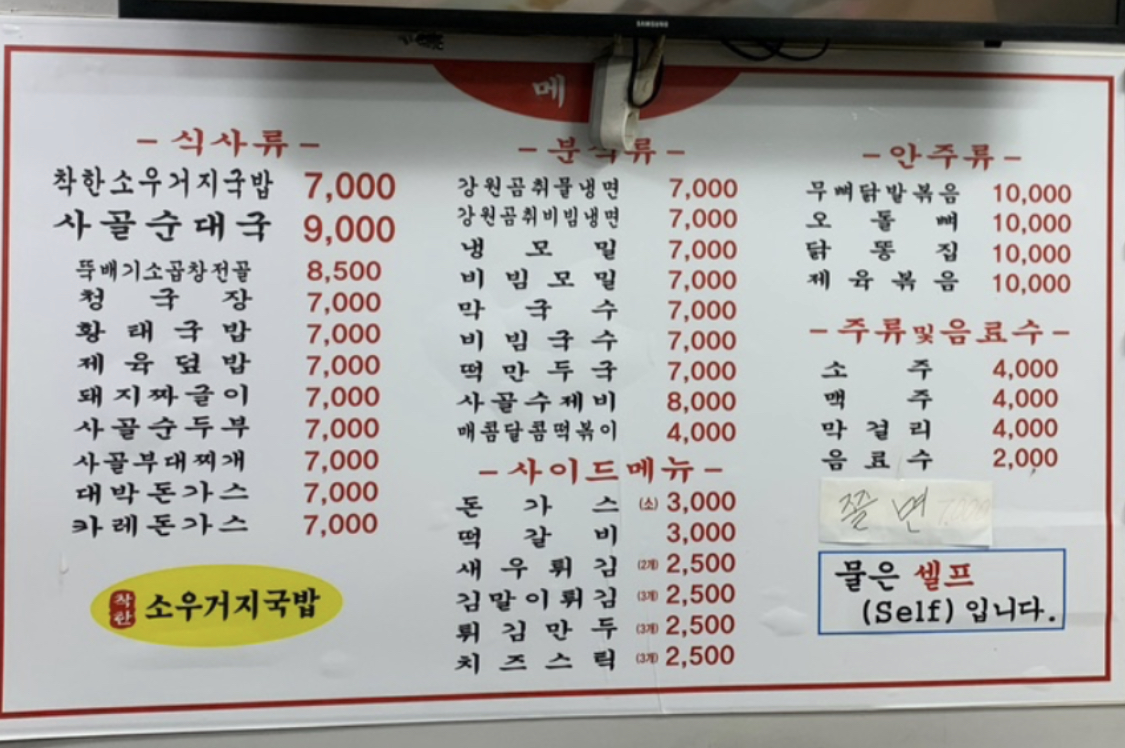 SAMSUNG
메
- 식사류 -
착한소우거지국밥 7,000
사골순대국 9,000
뚝배기소곱창전골 8,500
청국장 7,000
황태국밥 7,000
제육덮밥 7,000
돼지짜글이 7,000
사골순두부 7,000
사골부대찌개 7,000
대박돈가스 7,000
카레돈가스 7,000
착한 소우거지국밥
- 분식류 -
강원곰취물냉면 7,000
강원곰취비빔냉면 7,000
냉모밀 7,000
비빔모밀 7,000
막국수 7,000
비빔국수 7,000
떡만두국 7,000
사골수제비 8,000
매콤달콤떡볶이 4,000
- 사이드메뉴 -
돈가스 (소) 3,000
떡갈비 3,000
새우튀김 (2개) 2,500
김말이튀김 (3개) 2,500
튀김만두 (3개) 2,500
치즈스틱 (3개) 2,500
- 안주류 -
무뼈닭발볶음 10,000
오돌뼈 10,000
닭똥집 10,000
제육볶음 10,000
- 주류및음료수 -
소주 4,000
맥주 4,000
막걸리 4,000
음료수 2,000
쫄면 7,000
물은 셀프
(Self)입니다.